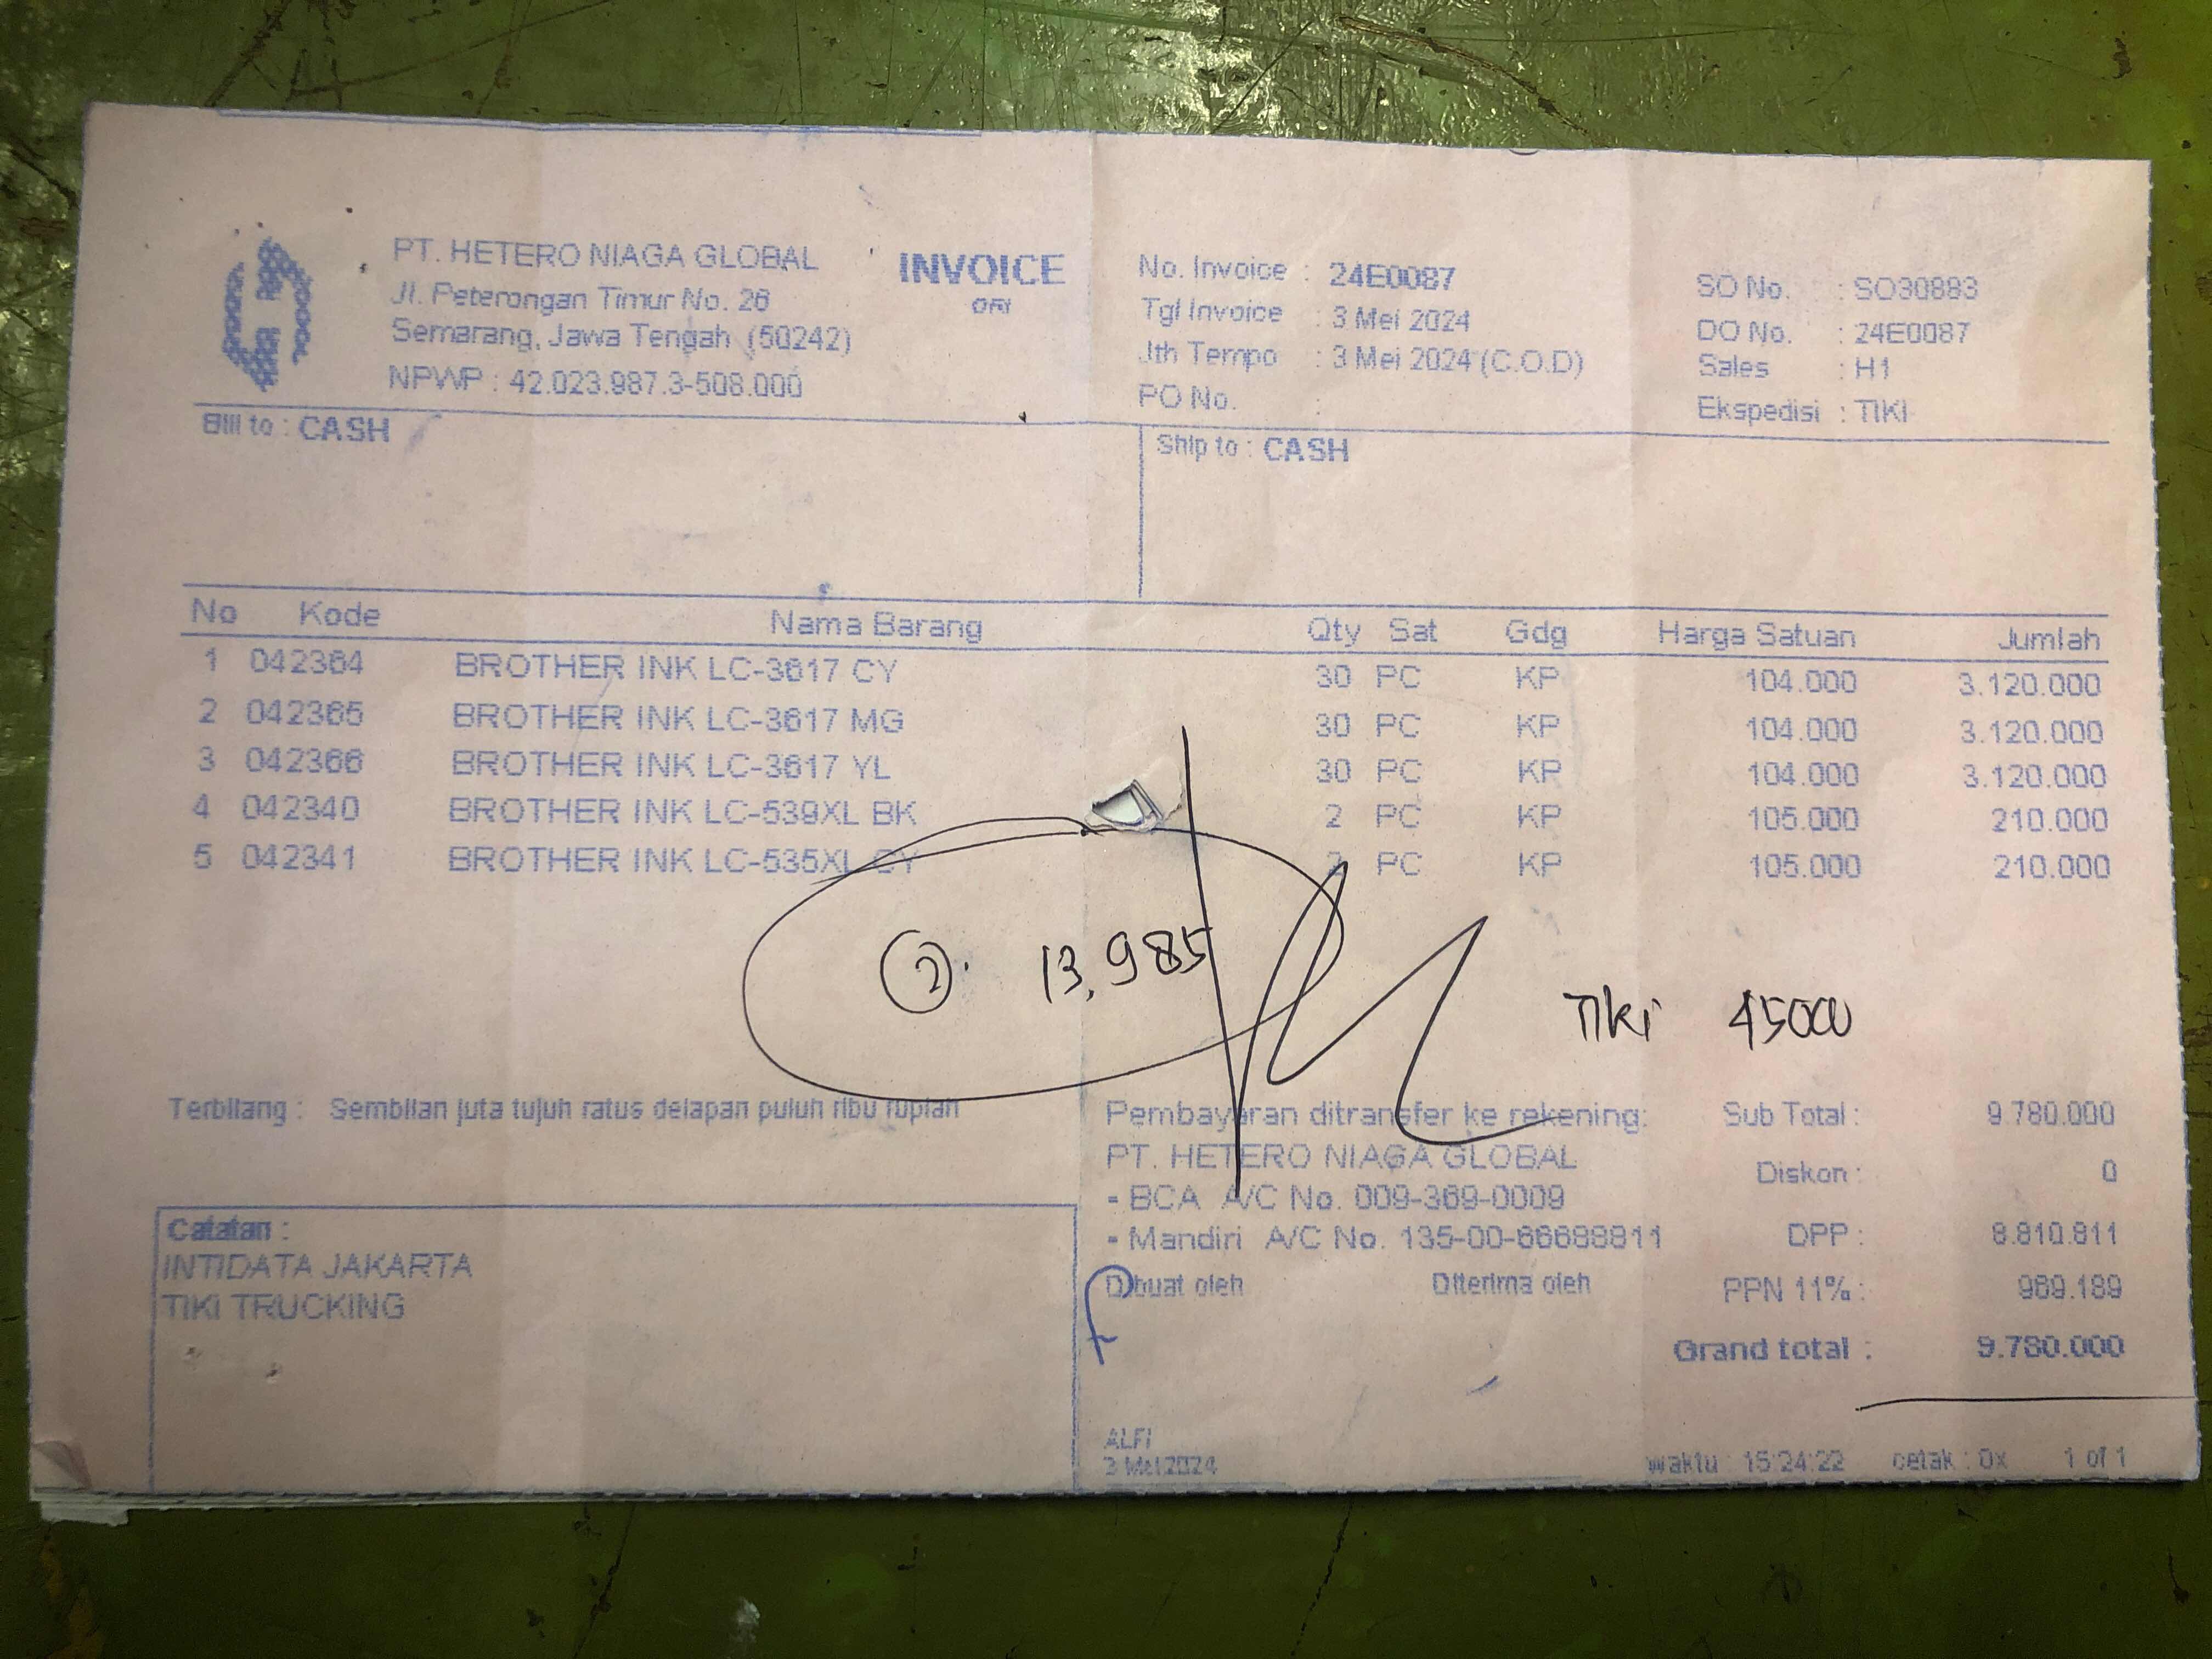 PT. HETERO NIAGA GLOBAL
Jl. Peterongan Timur No. 26
Semarang, Jawa Tengah (50242)
NPWP : 42.023.987.3-508.000
INVOICE
ORI
No. Invoice : 24E0087
Tgl Invoice : 3 Mei 2024
Jth Tempo : 3 Mei 2024 (C.O.D)
PO No. :
SO No. : SO30883
DO No. : 24E0087
Sales : H1
Ekspedisi : TIKI
Bill to : CASH
Ship to : CASH
No Kode Nama Barang Qty Sat Gdg Harga Satuan Jumlah
1 042364 BROTHER INK LC-3617 CY 30 PC KP 104.000 3.120.000
2 042365 BROTHER INK LC-3617 MG 30 PC KP 104.000 3.120.000
3 042366 BROTHER INK LC-3617 YL 30 PC KP 104.000 3.120.000
4 042340 BROTHER INK LC-539XL BK 2 PC KP 105.000 210.000
5 042341 BROTHER INK LC-535XL CY 2 PC KP 105.000 210.000
2. 13.985
TIKi 45000
Terbilang : Sembilan juta tujuh ratus delapan puluh ribu rupiah
Catatan :
INTIDATA JAKARTA
TIKI TRUCKING
Pembayaran ditransfer ke rekening:
PT. HETERO NIAGA GLOBAL
- BCA A/C No. 009-369-0009
- Mandiri A/C No. 135-00-66698811
Dibuat oleh Diterima oleh
ALFI
3 Mei 2024
Sub Total : 9.780.000
Diskon : 0
DPP : 8.810.811
PPN 11% : 969.189
Grand total : 9.780.000
waktu : 15:24:22 cetak : 0x 1 of 1